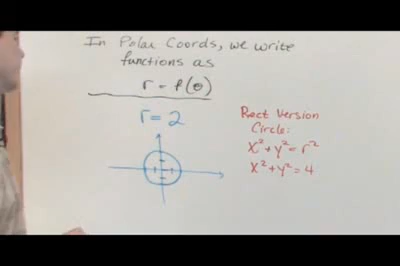 In Polar Coords, we write
functions as
r = f(θ)
r = 2
Rect Version
Circle:
x² + y² = r²
x² + y² = 4